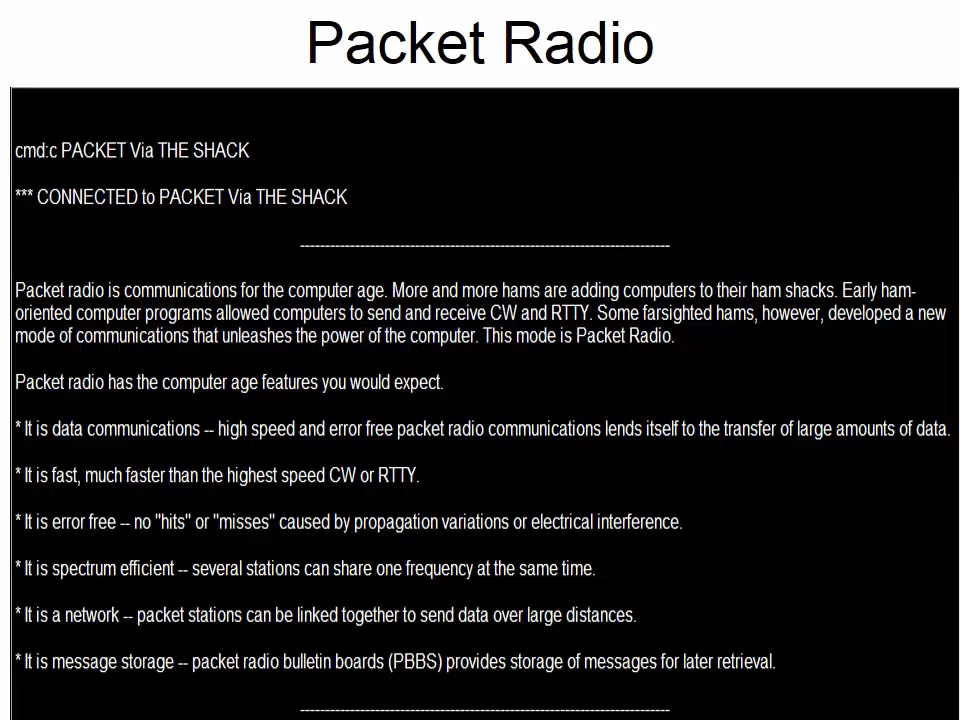 Packet Radio
cmd:c PACKET Via THE SHACK
*** CONNECTED to PACKET Via THE SHACK
--------------------------------------------------------------------------
Packet radio is communications for the computer age. More and more hams are adding computers to their ham shacks. Early ham-
oriented computer programs allowed computers to send and receive CW and RTTY. Some farsighted hams, however, developed a new
mode of communications that unleashes the power of the computer. This mode is Packet Radio.
Packet radio has the computer age features you would expect.
* It is data communications -- high speed and error free packet radio communications lends itself to the transfer of large amounts of data.
* It is fast, much faster than the highest speed CW or RTTY.
* It is error free -- no "hits" or "misses" caused by propagation variations or electrical interference.
* It is spectrum efficient -- several stations can share one frequency at the same time.
* It is a network -- packet stations can be linked together to send data over large distances.
* It is message storage -- packet radio bulletin boards (PBBS) provides storage of messages for later retrieval.
--------------------------------------------------------------------------